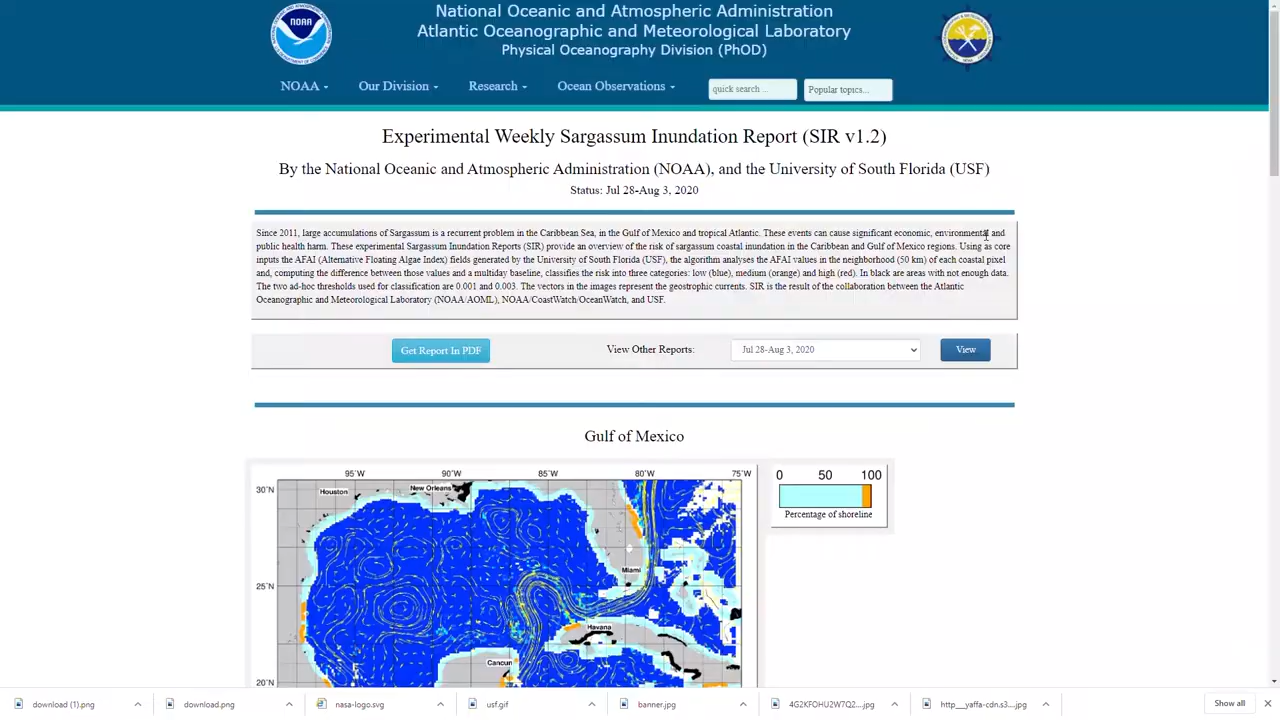 NOAA
National Oceanic and Atmospheric Administration
Atlantic Oceanographic and Meteorological Laboratory
Physical Oceanography Division (PhOD)
NOAA Our Division Research Ocean Observations quick search ... Popular topics...
Experimental Weekly Sargassum Inundation Report (SIR v1.2)
By the National Oceanic and Atmospheric Administration (NOAA), and the University of South Florida (USF)
Status: Jul 28-Aug 3, 2020
Since 2011, large accumulations of Sargassum is a recurrent problem in the Caribbean Sea, in the Gulf of Mexico and tropical Atlantic. These events can cause significant economic, environmental and
public health harm. These experimental Sargassum Inundation Reports (SIR) provide an overview of the risk of sargassum coastal inundation in the Caribbean and Gulf of Mexico regions. Using as core
inputs the AFAI (Alternative Floating Algae Index) fields generated by the University of South Florida (USF), the algorithm analyses the AFAI values in the neighborhood (50 km) of each coastal pixel
and, computing the difference between those values and a multiday baseline, classifies the risk into three categories: low (blue), medium (orange) and high (red). In black are areas with not enough data.
The two ad-hoc thresholds used for classification are 0.001 and 0.003. The vectors in the images represent the geostrophic currents. SIR is the result of the collaboration between the Atlantic
Oceanographic and Meteorological Laboratory (NOAA/AOML), NOAA/CoastWatch/OceanWatch, and USF.
Get Report In PDF View Other Reports: Jul 28-Aug 3, 2020 View
Gulf of Mexico
95°W 90°W 85°W 80°W 75°W
0 50 100
Percentage of shoreline
30°N
Houston
New Orleans
Miami
25°N
Havana
Cancun
20°N
download (1).png download.png nasa-logo.svg usf.gif banner.jpg 4G2KFOHU2W7Q2....jpg http___yaffa-cdn.s3....jpg Show all